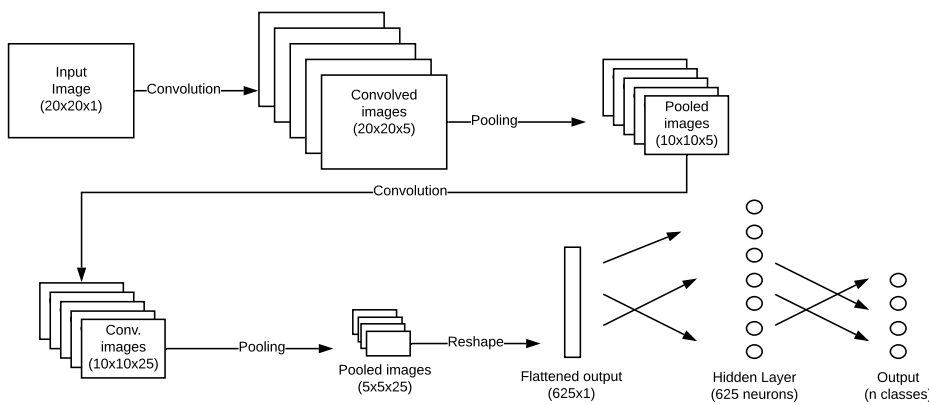 Input
Image
(20x20x1)
Convolution
Convolved
images
(20x20x5)
Pooling
Pooled
images
(10x10x5)
Convolution
Conv.
images
(10x10x25)
Pooling
Pooled images
(5x5x25)
Reshape
Flattened output
(625x1)
Hidden Layer
(625 neurons)
Output
(n classes)